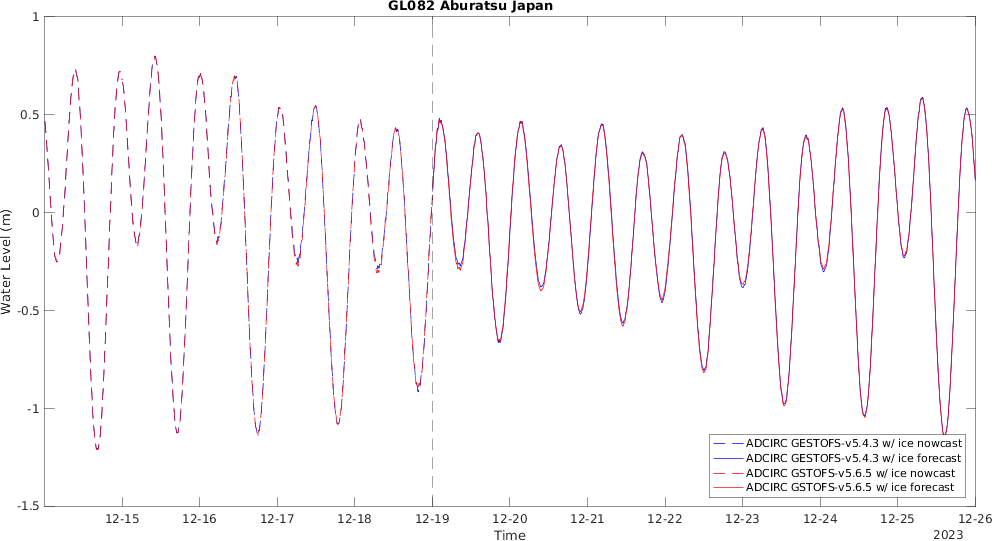 GL082 Aburatsu Japan
1
0.5
0
-0.5
-1
-1.5
Water Level (m)
12-15 12-16 12-17 12-18 12-19 12-20 12-21 12-22 12-23 12-24 12-25 12-26
Time
2023
ADCIRC GESTOFS-v5.4.3 w/ ice nowcast
ADCIRC GESTOFS-v5.4.3 w/ ice forecast
ADCIRC GSTOFS-v5.6.5 w/ ice nowcast
ADCIRC GSTOFS-v5.6.5 w/ ice forecast